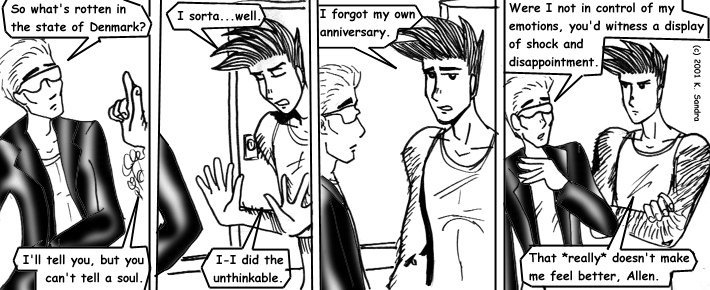 So what's rotten in
the state of Denmark?
I'll tell you, but you
can't tell a soul.
I sorta...well.
I-I did the
unthinkable.
I forgot my own
anniversary.
Were I not in control of my
emotions, you'd witness a display
of shock and
disappointment.
That *really* doesn't make
me feel better, Allen.
(c) 2001 K. Sandra